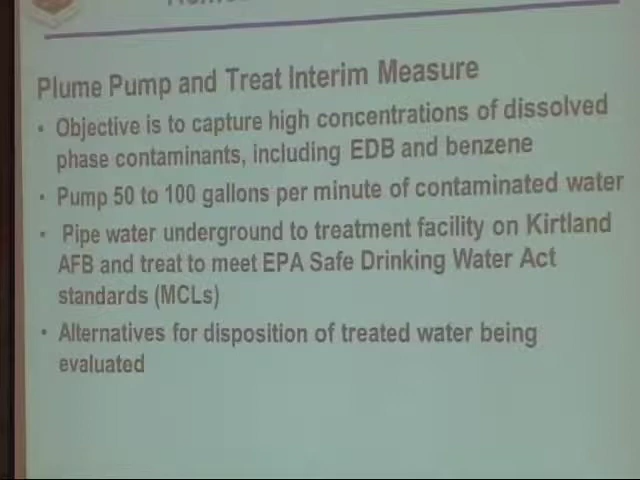 Plume Pump and Treat Interim Measure
• Objective is to capture high concentrations of dissolved
phase contaminants, including EDB and benzene
• Pump 50 to 100 gallons per minute of contaminated water
• Pipe water underground to treatment facility on Kirtland
AFB and treat to meet EPA Safe Drinking Water Act
standards (MCLs)
• Alternatives for disposition of treated water being
evaluated